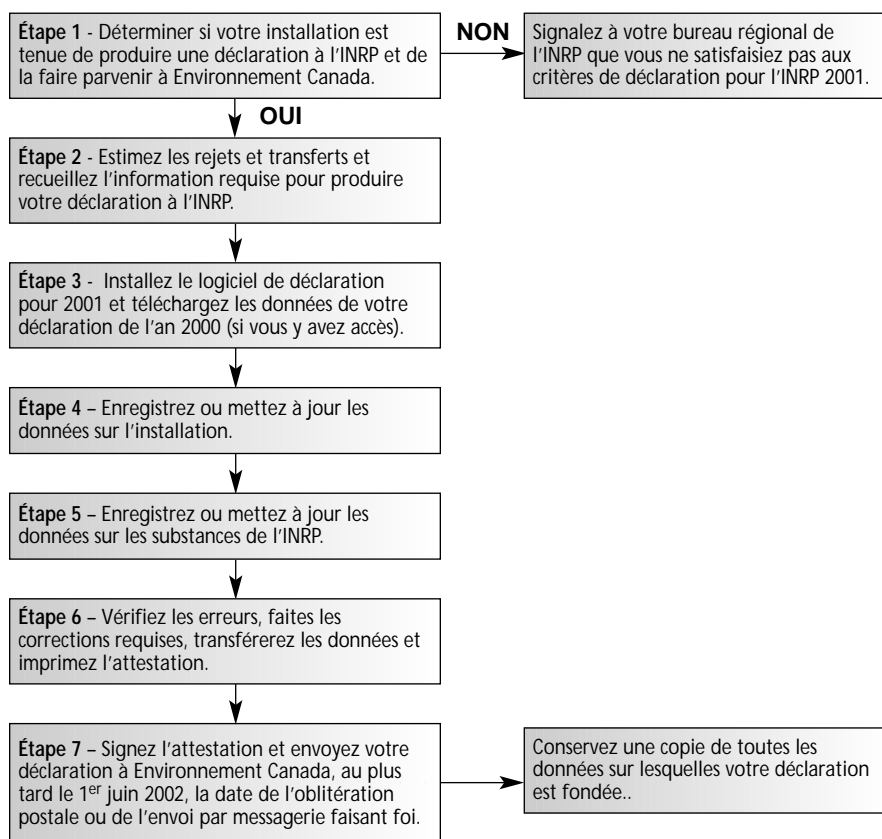 Étape 1 - Déterminer si votre installation est
tenue de produire une déclaration à l'INRP et de
la faire parvenir à Environnement Canada.
NON
Signalez à votre bureau régional de
l'INRP que vous ne satisfaisiez pas aux
critères de déclaration pour l'INRP 2001.
OUI
Étape 2 - Estimez les rejets et transferts et
recueillez l'information requise pour produire
votre déclaration à l'INRP.
Étape 3 - Installez le logiciel de déclaration
pour 2001 et téléchargez les données de votre
déclaration de l'an 2000 (si vous y avez accès).
Étape 4 – Enregistrez ou mettez à jour les
données sur l'installation.
Étape 5 – Enregistrez ou mettez à jour les
données sur les substances de l'INRP.
Étape 6 – Vérifiez les erreurs, faites les
corrections requises, transférerez les données et
imprimez l'attestation.
Étape 7 – Signez l'attestation et envoyez votre
déclaration à Environnement Canada, au plus
tard le 1er juin 2002, la date de l'oblitération
postale ou de l'envoi par messagerie faisant foi.
Conservez une copie de toutes les
données sur lesquelles votre déclaration
est fondée..